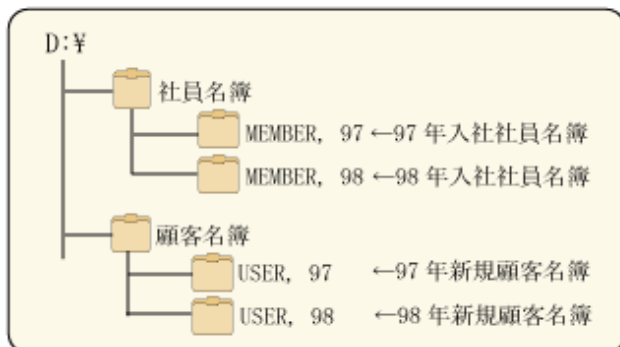 D:¥
社員名簿
MEMBER, 97 ←97 年入社社員名簿
MEMBER, 98 ←98 年入社社員名簿
顧客名簿
USER, 97 ←97 年新規顧客名簿
USER, 98 ←98 年新規顧客名簿